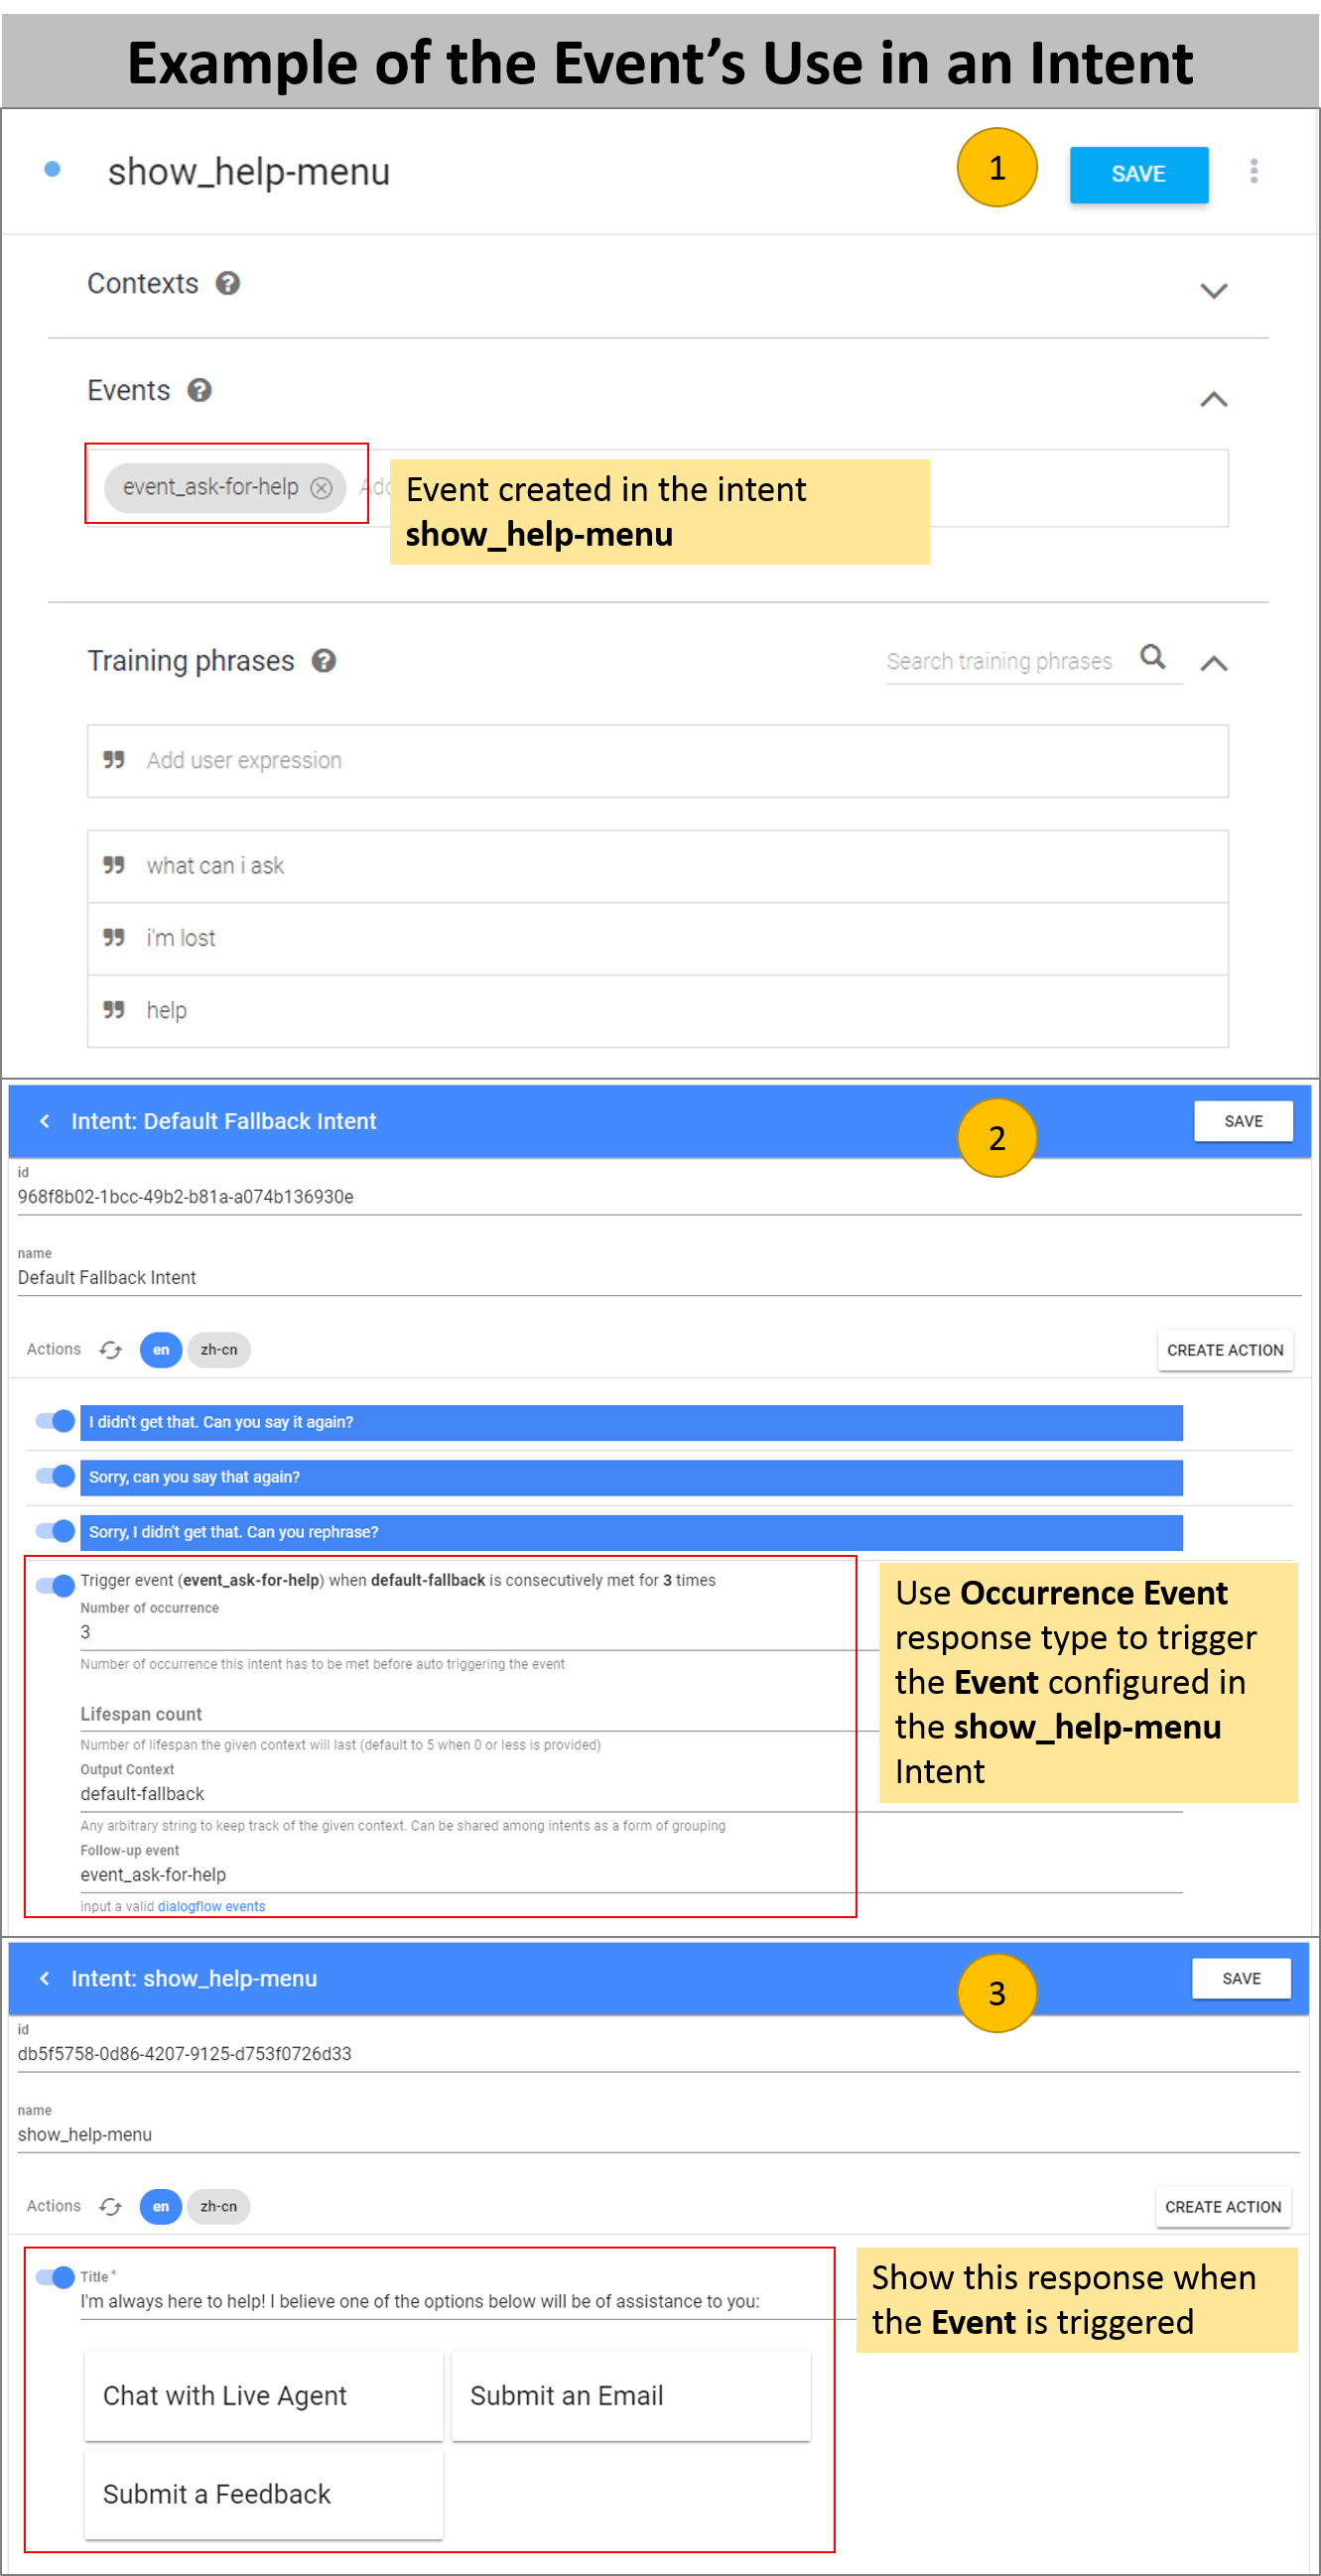 Example of the Event's Use in an Intent
show_help-menu
1
SAVE
Contexts
Events
event_ask-for-help
Event created in the intent
show_help-menu
Training phrases
Search training phrases
Add user expression
what can i ask
i'm lost
help
Intent: Default Fallback Intent
2
SAVE
id
968f8b02-1bcc-49b2-b81a-a074b136930e
name
Default Fallback Intent
Actions
en
zh-cn
CREATE ACTION
I didn't get that. Can you say it again?
Sorry, can you say that again?
Sorry, I didn't get that. Can you rephrase?
Trigger event (event_ask-for-help) when default-fallback is consecutively met for 3 times
Number of occurrence
3
Number of occurrence this intent has to be met before auto triggering the event
Lifespan count
Number of lifespan the given context will last (default to 5 when 0 or less is provided)
Output Context
default-fallback
Any arbitrary string to keep track of the given context. Can be shared among intents as a form of grouping
Follow-up event
event_ask-for-help
input a valid dialogflow events
Use Occurrence Event
response type to trigger
the Event configured in
the show_help-menu
Intent
Intent: show_help-menu
3
SAVE
id
db5f5758-0d86-4207-9125-d753f0726d33
name
show_help-menu
Actions
en
zh-cn
CREATE ACTION
Title*
I'm always here to help! I believe one of the options below will be of assistance to you:
Chat with Live Agent
Submit an Email
Submit a Feedback
Show this response when
the Event is triggered